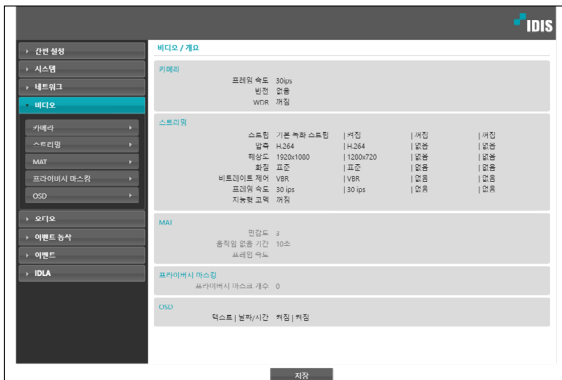 IDIS
간편 설정
시스템
네트워크
비디오
카메라
스트리밍
MAT
프라이버시 마스킹
OSD
오디오
이벤트 동작
이벤트
IDLA
비디오 / 개요
카메라
프레임 속도 30ips
반전 없음
WDR 꺼짐
스트리밍
스트림 기본 녹화 스트림 | 켜짐 | 꺼짐 | 꺼짐
압축 H.264 | H.264 | 없음 | 없음
해상도 1920x1080 | 1280x720 | 없음 | 없음
화질 표준 | 표준 | 없음 | 없음
비트레이트 제어 VBR | VBR | 없음 | 없음
프레임 속도 30 ips | 30 ips | 없음 | 없음
지능형 코덱 꺼짐
MAT
민감도 3
움직임 없음 기간 10초
프레임 속도
프라이버시 마스킹
프라이버시 마스크 개수 0
OSD
텍스트 | 날짜/시간 켜짐 | 켜짐
저장